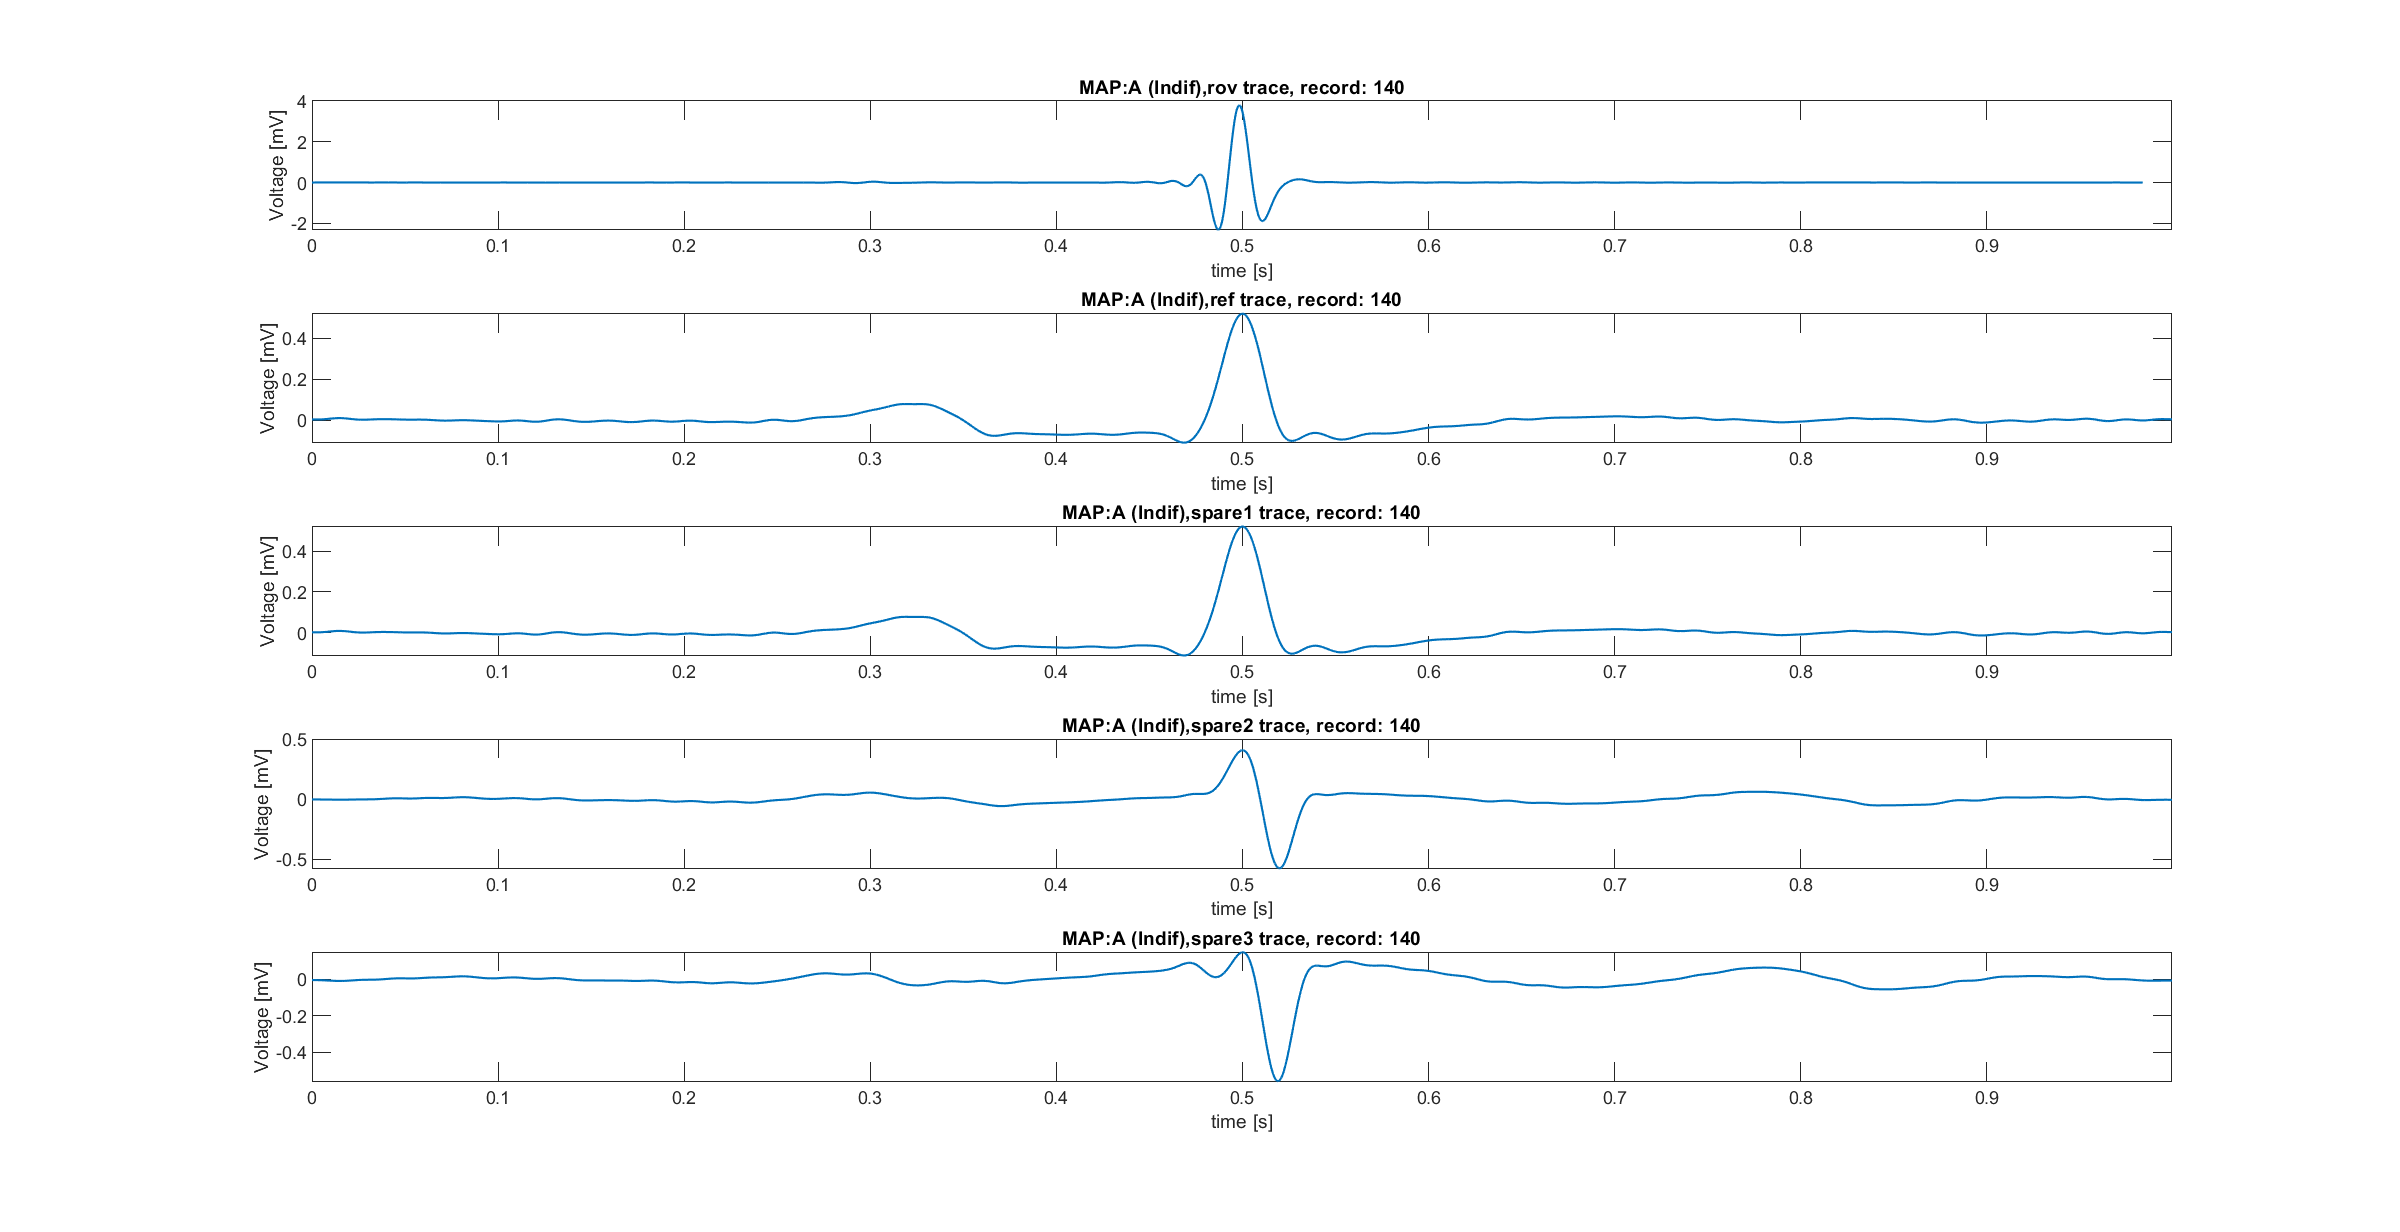 MAP:A (Indif),rov trace, record: 140
Voltage [mV]
4
2
0
-2
0 0.1 0.2 0.3 0.4 0.5 0.6 0.7 0.8 0.9
time [s]
MAP:A (Indif),ref trace, record: 140
Voltage [mV]
0.4
0.2
0
0 0.1 0.2 0.3 0.4 0.5 0.6 0.7 0.8 0.9
time [s]
MAP:A (Indif),spare1 trace, record: 140
Voltage [mV]
0.4
0.2
0
0 0.1 0.2 0.3 0.4 0.5 0.6 0.7 0.8 0.9
time [s]
MAP:A (Indif),spare2 trace, record: 140
Voltage [mV]
0.5
0
-0.5
0 0.1 0.2 0.3 0.4 0.5 0.6 0.7 0.8 0.9
time [s]
MAP:A (Indif),spare3 trace, record: 140
Voltage [mV]
0
-0.2
-0.4
0 0.1 0.2 0.3 0.4 0.5 0.6 0.7 0.8 0.9
time [s]